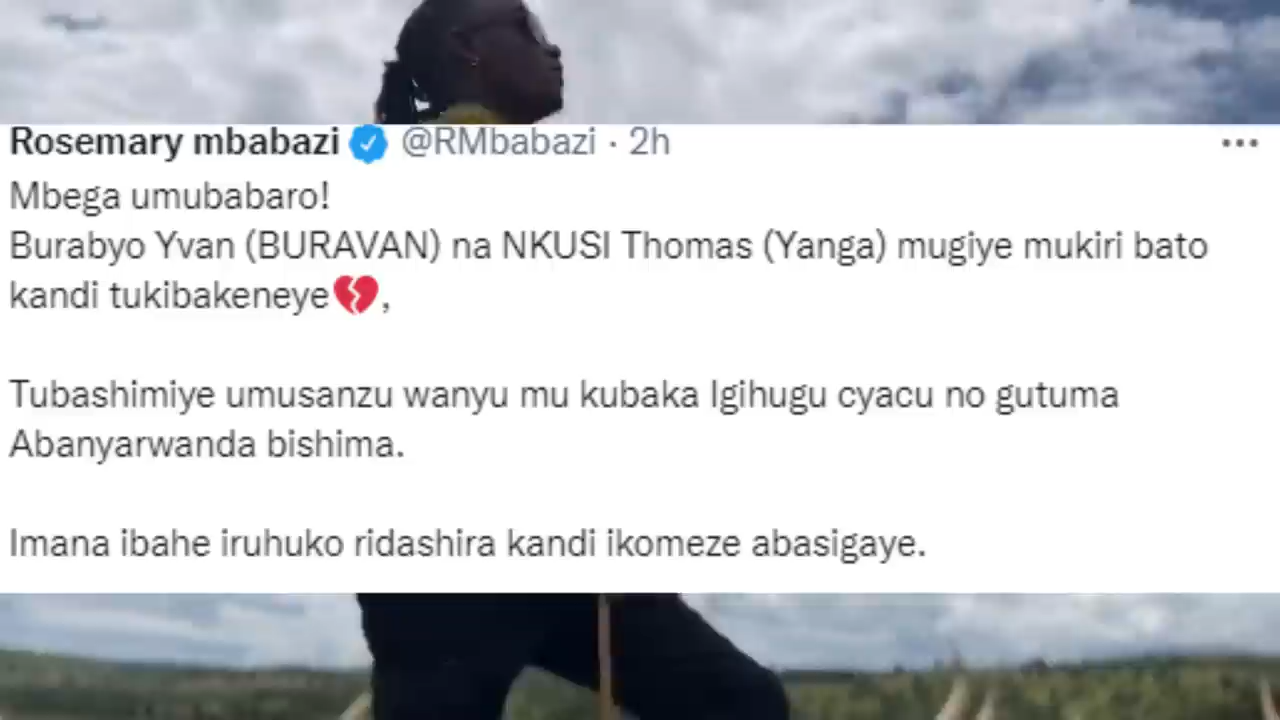 Rosemary mbabazi @RMbabazi · 2h
Mbega umubabaro!
Burabyo Yvan (BURAVAN) na NKUSI Thomas (Yanga) mugiye mukiri bato
kandi tukibakeneye💔,
Tubashimiye umusanzu wanyu mu kubaka Igihugu cyacu no gutuma
Abanyarwanda bishima.
Imana ibahe iruhuko ridashira kandi ikomeze abasigaye.